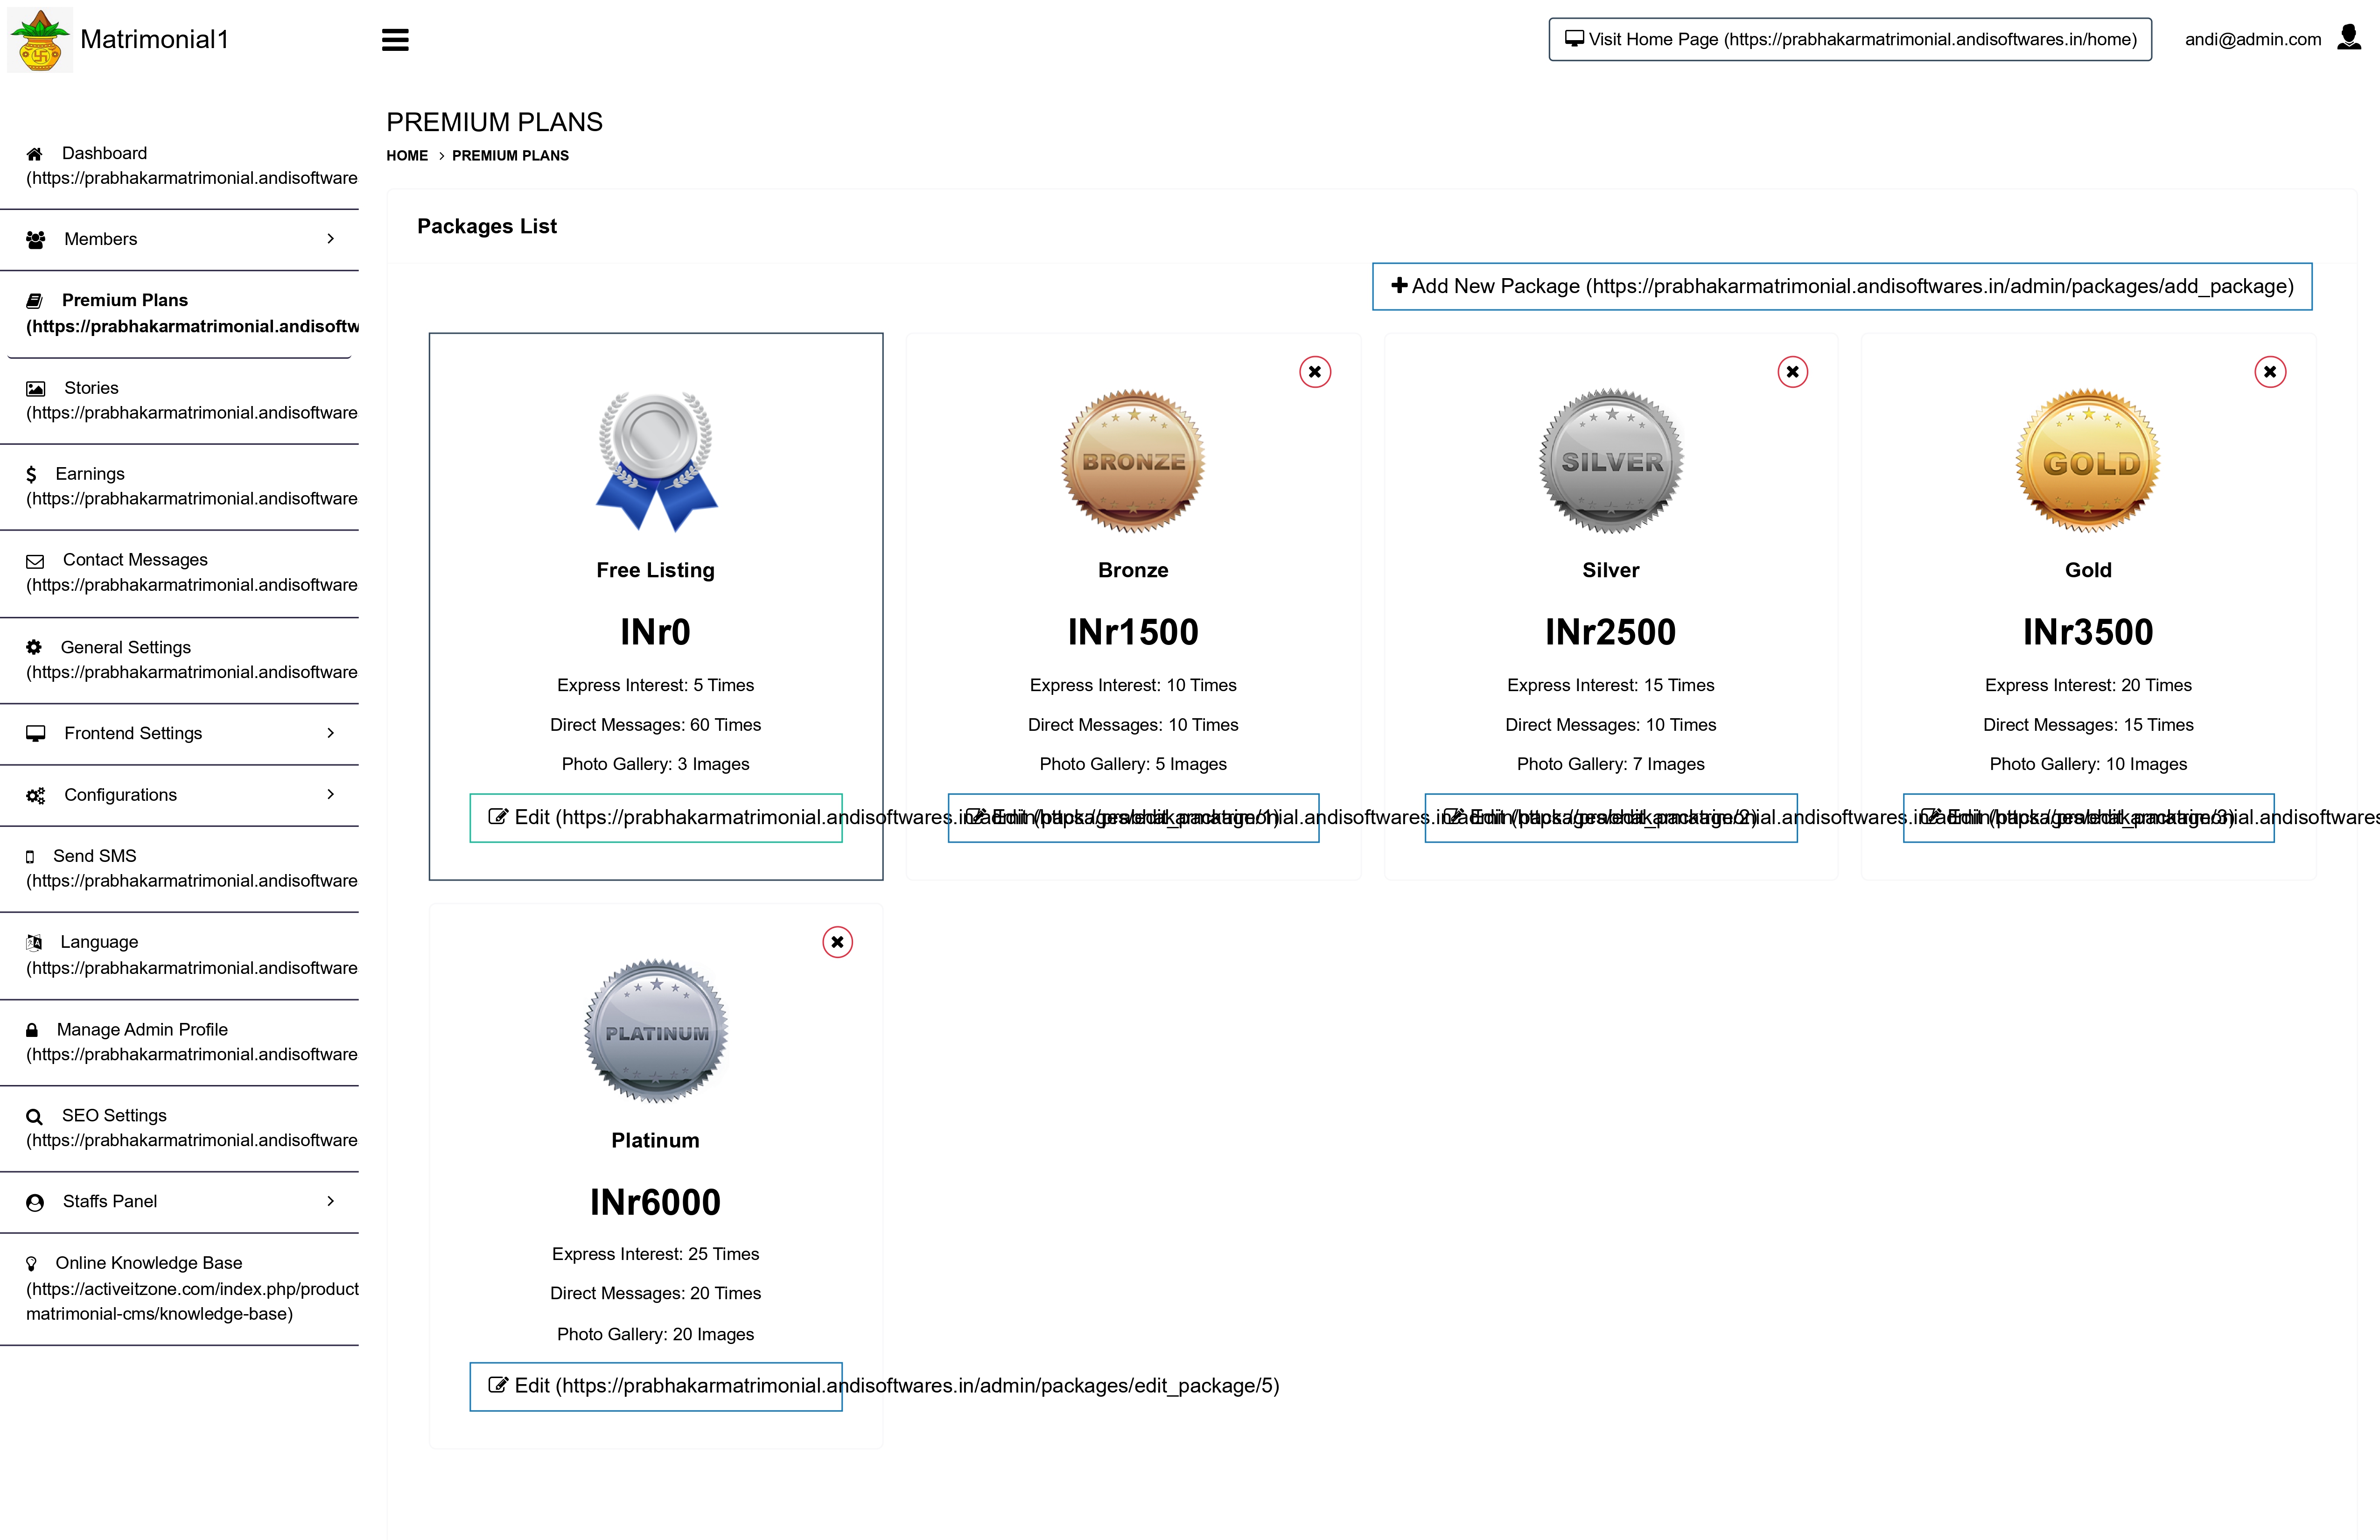 Matrimonial1
Visit Home Page (https://prabhakarmatrimonial.andisoftwares.in/home)
andi@admin.com
Dashboard
(https://prabhakarmatrimonial.andisoftware
Members
Premium Plans
(https://prabhakarmatrimonial.andisoftw
Stories
(https://prabhakarmatrimonial.andisoftware
Earnings
(https://prabhakarmatrimonial.andisoftware
Contact Messages
(https://prabhakarmatrimonial.andisoftware
General Settings
(https://prabhakarmatrimonial.andisoftware
Frontend Settings
Configurations
Send SMS
(https://prabhakarmatrimonial.andisoftware
Language
(https://prabhakarmatrimonial.andisoftware
Manage Admin Profile
(https://prabhakarmatrimonial.andisoftware
SEO Settings
(https://prabhakarmatrimonial.andisoftware
Staffs Panel
Online Knowledge Base
(https://activeitzone.com/index.php/product
matrimonial-cms/knowledge-base)
PREMIUM PLANS
HOME > PREMIUM PLANS
Packages List
Add New Package (https://prabhakarmatrimonial.andisoftwares.in/admin/packages/add_package)
Free Listing
INr0
Express Interest: 5 Times
Direct Messages: 60 Times
Photo Gallery: 3 Images
Edit (https://prabhakarmatrimonial.andisoftwares.in/admin/packages/edit_package/1)
BRONZE
Bronze
INr1500
Express Interest: 10 Times
Direct Messages: 10 Times
Photo Gallery: 5 Images
Edit (https://prabhakarmatrimonial.andisoftwares.in/admin/packages/edit_package/2)
SILVER
Silver
INr2500
Express Interest: 15 Times
Direct Messages: 10 Times
Photo Gallery: 7 Images
Edit (https://prabhakarmatrimonial.andisoftwares.in/admin/packages/edit_package/3)
GOLD
Gold
INr3500
Express Interest: 20 Times
Direct Messages: 15 Times
Photo Gallery: 10 Images
Edit (https://prabhakarmatrimonial.andisoftwares
PLATINUM
Platinum
INr6000
Express Interest: 25 Times
Direct Messages: 20 Times
Photo Gallery: 20 Images
Edit (https://prabhakarmatrimonial.andisoftwares.in/admin/packages/edit_package/5)